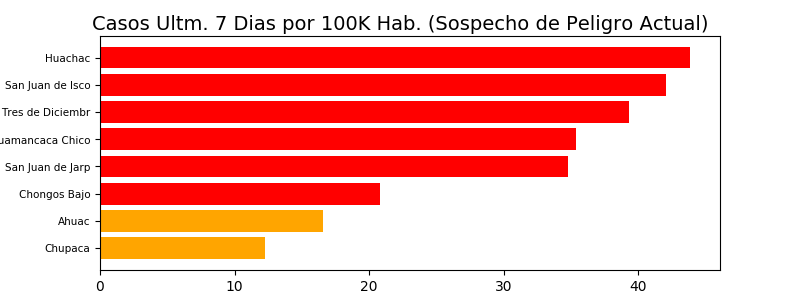 Casos Ultm. 7 Dias por 100K Hab. (Sospecho de Peligro Actual)
Huachac
San Juan de Isco
Tres de Diciembr
uamancaca Chico
San Juan de Jarp
Chongos Bajo
Ahuac
Chupaca
0 10 20 30 40